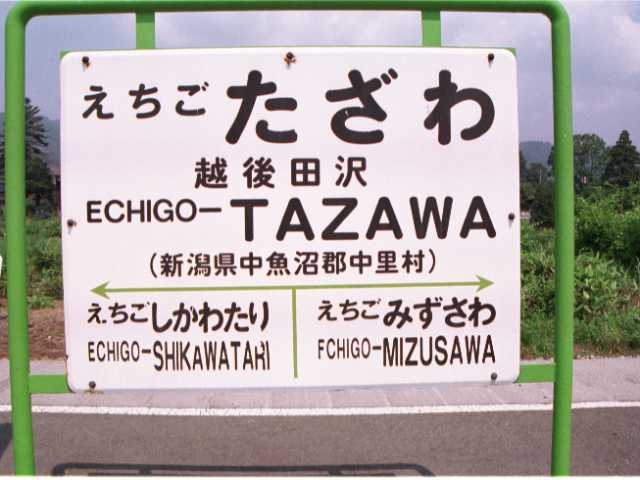 えちご たざわ
越後田沢
ECHIGO-TAZAWA
(新潟県中魚沼郡中里村)
えちごしかわたり えちごみずさわ
ECHIGO-SHIKAWATARI FCHIGO-MIZUSAWA